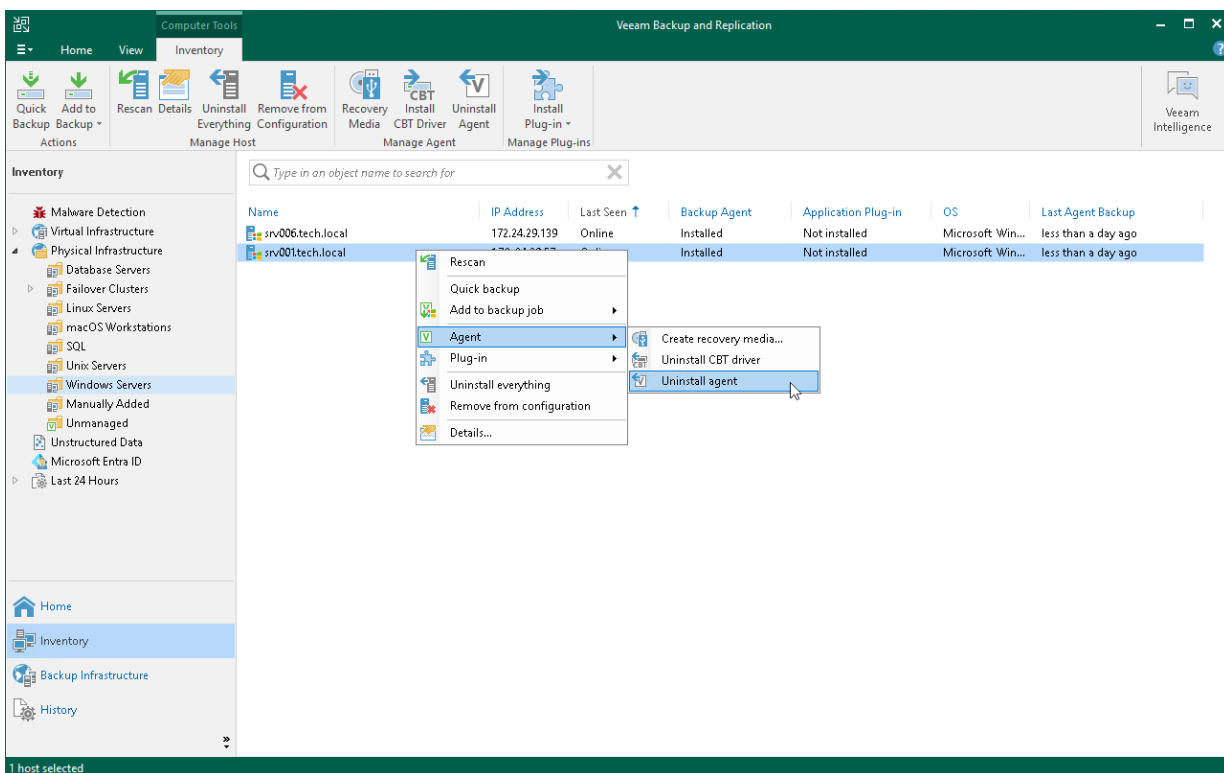 Computer Tools
Veeam Backup and Replication
Home View Inventory
Quick Backup
Add to Backup
Rescan
Details
Uninstall Everything
Remove from Configuration
Recovery Media
Install CBT Driver
Uninstall Agent
Install Plug-in
Veeam Intelligence
Actions
Manage Host
Manage Agent
Manage Plug-ins
Inventory
Type in an object name to search for
Malware Detection
Virtual Infrastructure
Physical Infrastructure
Database Servers
Failover Clusters
Linux Servers
macOS Workstations
SQL
Unix Servers
Windows Servers
Manually Added
Unmanaged
Unstructured Data
Microsoft Entra ID
Last 24 Hours
Name IP Address Last Seen Backup Agent Application Plug-in OS Last Agent Backup
srv006.tech.local 172.24.29.139 Online Installed Not installed Microsoft Win... less than a day ago
srv001.tech.local Installed Not installed Microsoft Win... less than a day ago
Rescan
Quick backup
Add to backup job
Agent
Plug-in
Uninstall everything
Remove from configuration
Details...
Create recovery media...
Uninstall CBT driver
Uninstall agent
Home
Inventory
Backup Infrastructure
History
1 host selected